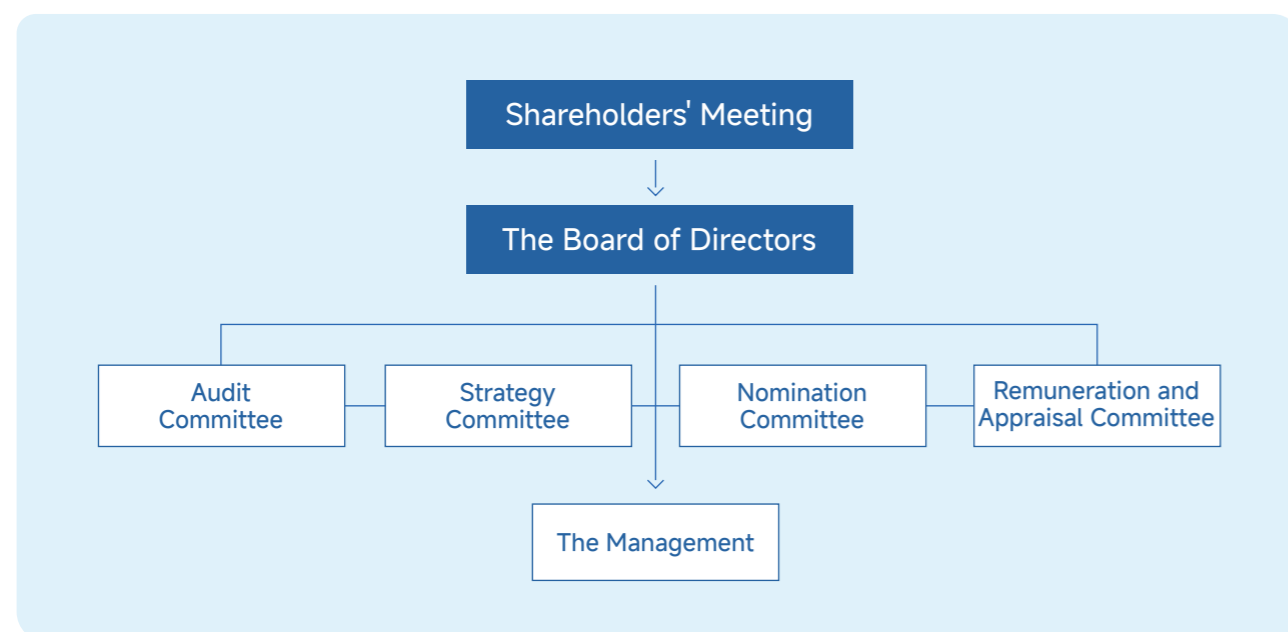 Shareholders' Meeting
The Board of Directors
Audit
Committee
Strategy
Committee
Nomination
Committee
Remuneration and
Appraisal Committee
The Management